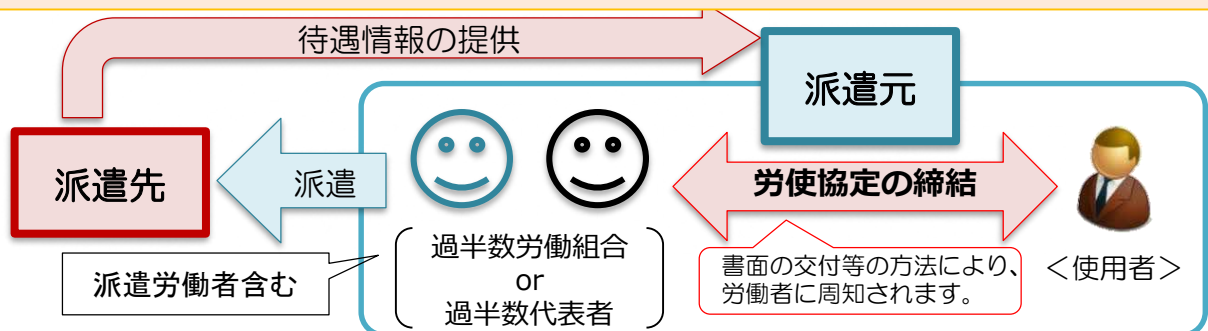 待遇情報の提供
派遣元
派遣先
派遣
労使協定の締結
過半数労働組合
or
過半数代表者
派遣労働者含む
書面の交付等の方法により、
労働者に周知されます。
＜使用者＞